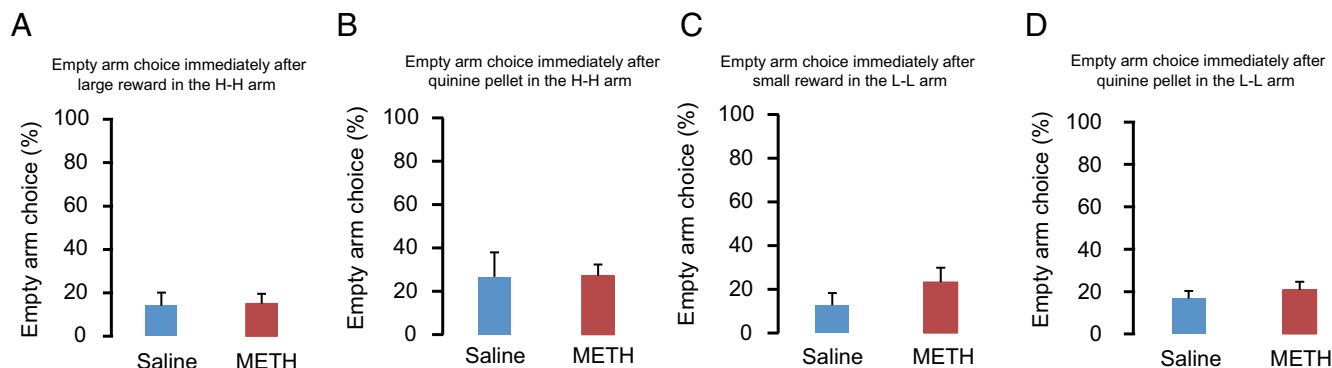 A
Empty arm choice immediately after
large reward in the H-H arm
Empty arm choice (%)
100
80
60
40
20
0
Saline METH
B
Empty arm choice immediately after
quinine pellet in the H-H arm
Empty arm choice (%)
100
80
60
40
20
0
Saline METH
C
Empty arm choice immediately after
small reward in the L-L arm
Empty arm choice (%)
100
80
60
40
20
0
Saline METH
D
Empty arm choice immediately after
quinine pellet in the L-L arm
Empty arm choice (%)
100
80
60
40
20
0
Saline METH